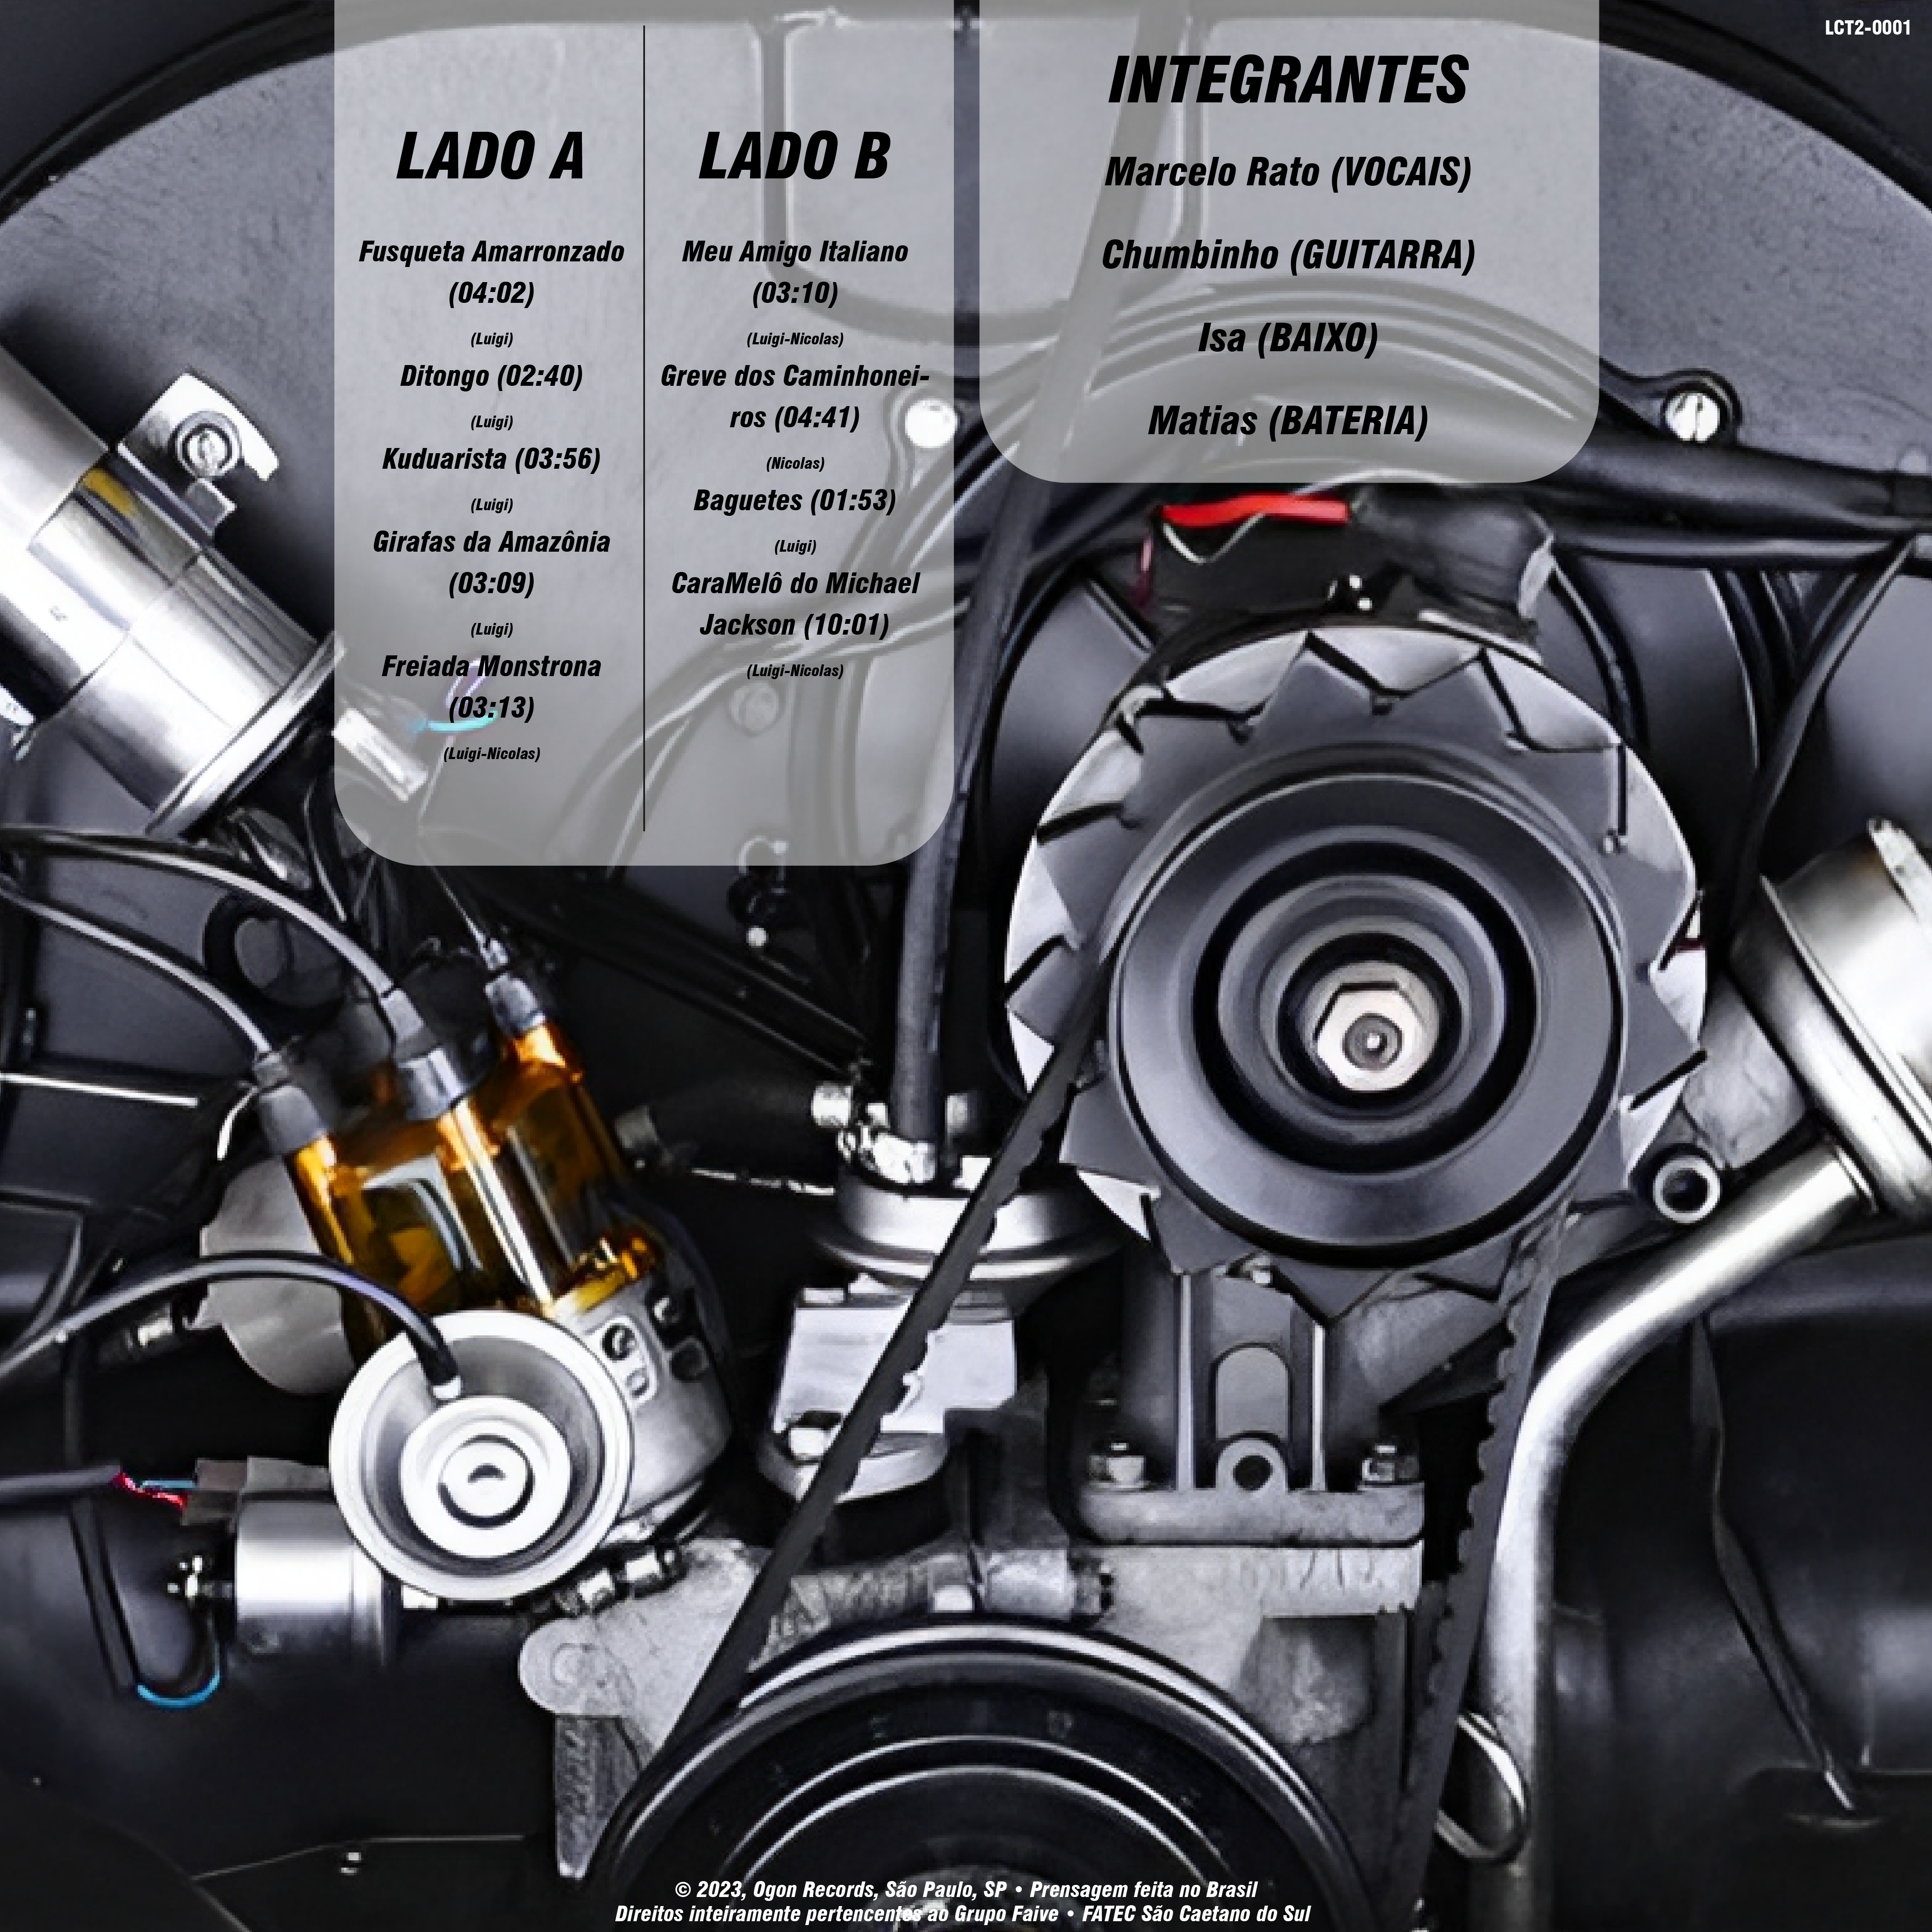 LCT2-0001
LADO A
Fusqueta Amarronzado
(04:02)
(Luigi)
Ditongo (02:40)
(Luigi)
Kuduarista (03:56)
(Luigi)
Girafas da Amazônia
(03:09)
(Luigi)
Freiada Monstrona
(03:13)
(Luigi-Nicolas)
LADO B
Meu Amigo Italiano
(03:10)
(Luigi-Nicolas)
Greve dos Caminhonei-
ros (04:41)
(Nicolas)
Baguetes (01:53)
(Luigi)
CaraMelô do Michael
Jackson (10:01)
(Luigi-Nicolas)
INTEGRANTES
Marcelo Rato (VOCAIS)
Chumbinho (GUITARRA)
Isa (BAIXO)
Matias (BATERIA)
© 2023, Ogon Records, São Paulo, SP • Prensagem feita no Brasil
Direitos inteiramente pertencentes ao Grupo Faive • FATEC São Caetano do Sul